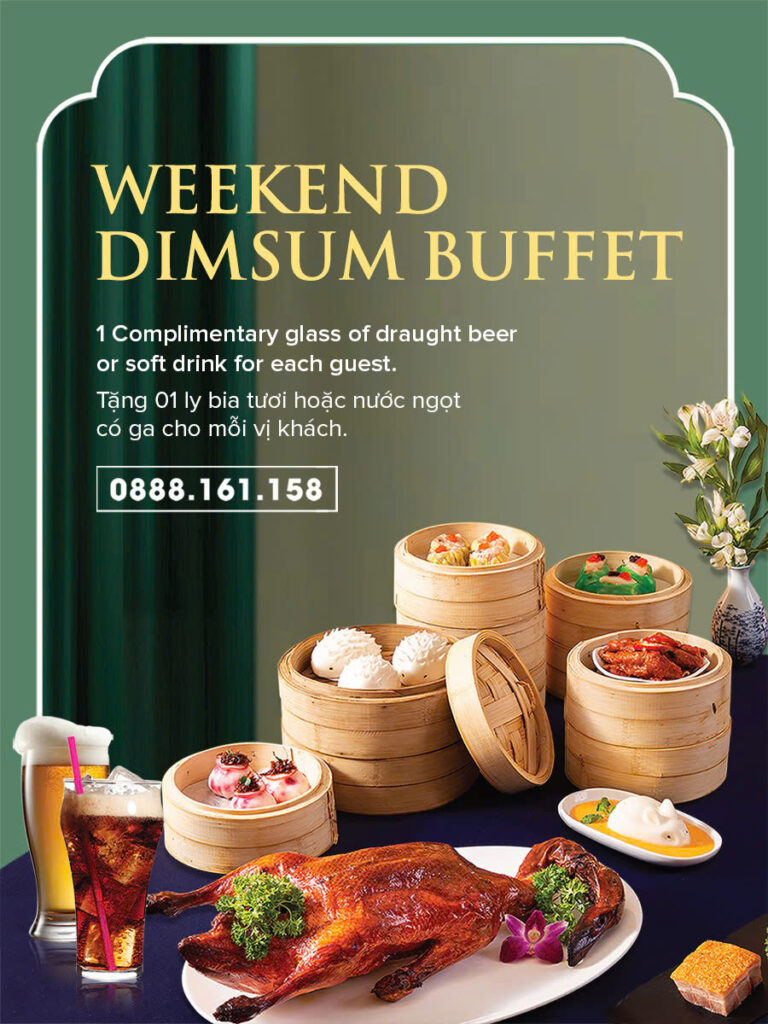 WEEKEND
DIMSUM BUFFET
1 Complimentary glass of draught beer
or soft drink for each guest.
Tặng 01 ly bia tươi hoặc nước ngọt
có ga cho mỗi vị khách.
0888.161.158